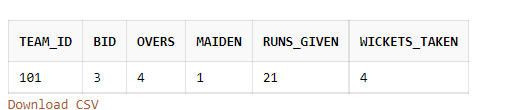 TEAM_ID BID OVERS MAIDEN RUNS_GIVEN WICKETS_TAKEN
101 3 4 1 21 4
Download CSV